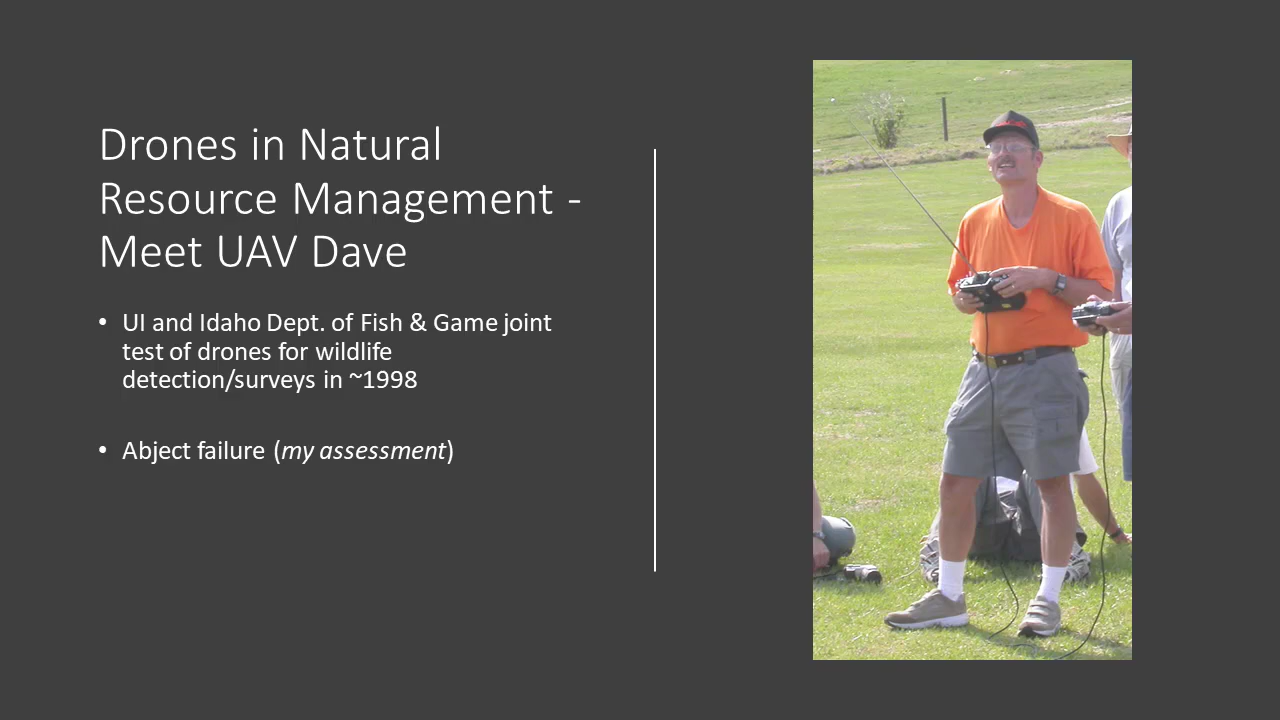 Drones in Natural
Resource Management -
Meet UAV Dave
• UI and Idaho Dept. of Fish & Game joint
test of drones for wildlife
detection/surveys in ~1998
• Abject failure (my assessment)